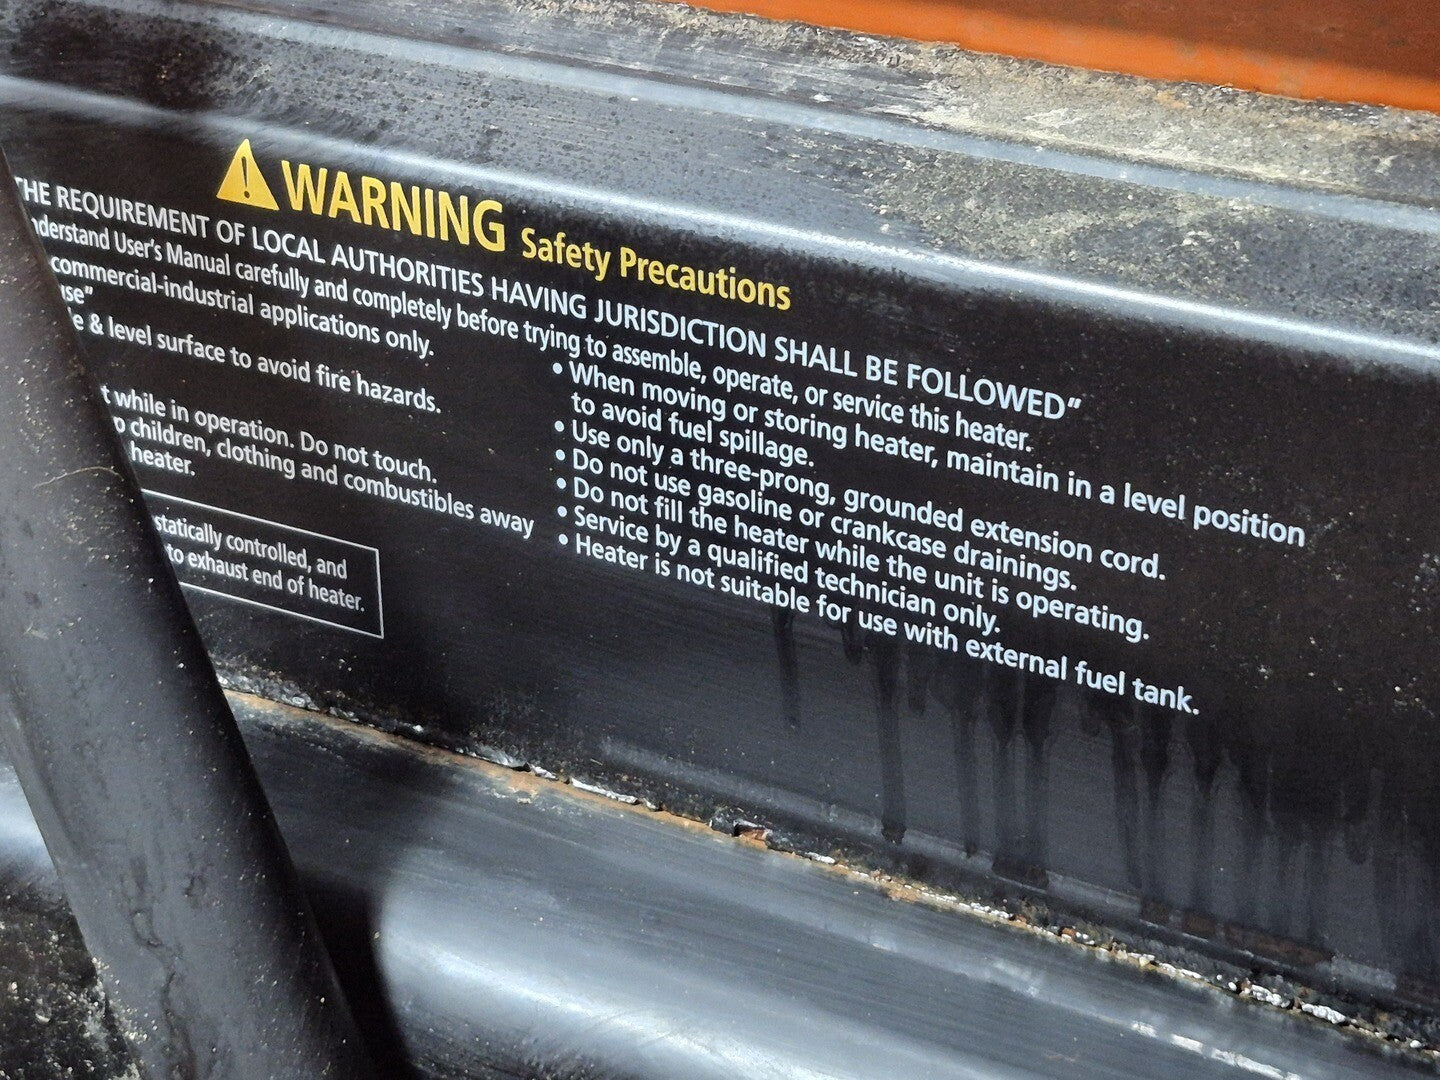 WARNING Safety Precautions
THE REQUIREMENT OF LOCAL AUTHORITIES HAVING JURISDICTION SHALL BE FOLLOWED"
User's Manual carefully and completely before trying to assemble, operate, or service this heater.
commercial-industrial applications only.
& level surface to avoid fire hazards.
while in operation. Do not touch.
children, clothing and combustibles away
heater.
statically controlled, and
to exhaust end of heater.
• When moving or storing heater, maintain in a level position
to avoid fuel spillage.
• Use only a three-prong, grounded extension cord.
• Do not use gasoline or crankcase drainings.
• Do not fill the heater while the unit is operating.
• Service by a qualified technician only.
• Heater is not suitable for use with external fuel tank.